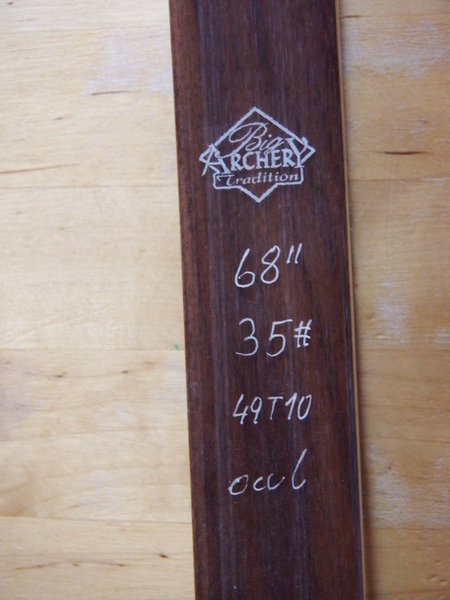 Big
ARCHERY
Tradition
68"
35#
49T10
owl